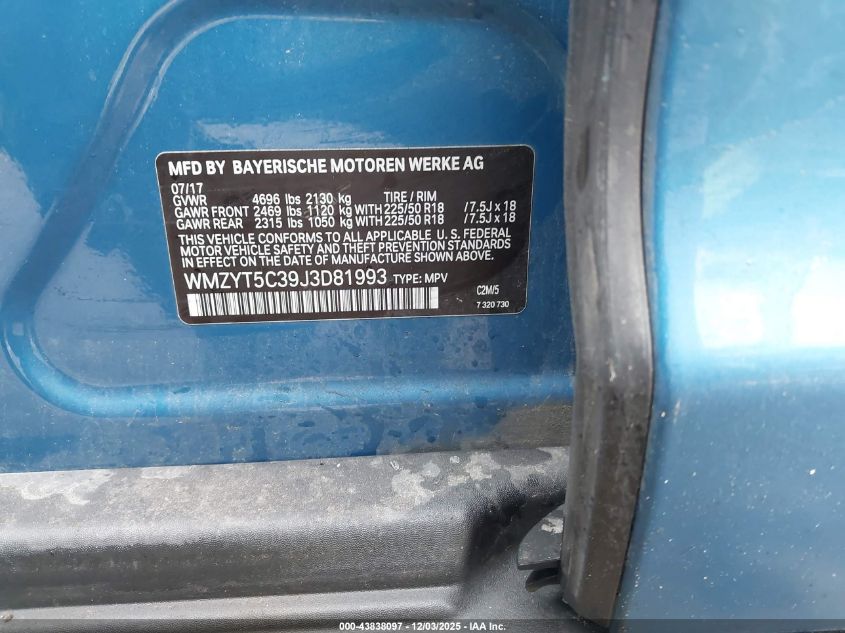 MFD BY BAYERISCHE MOTOREN WERKE AG
07/17
GVWR 4696 lbs 2130 kg TIRE / RIM
GAWR FRONT 2469 lbs 1120 kg WITH 225/50 R18 /7.5J x 18
GAWR REAR 2315 lbs 1050 kg WITH 225/50 R18 /7.5J x 18
THIS VEHICLE CONFORMS TO ALL APPLICABLE U. S. FEDERAL
MOTOR VEHICLE SAFETY AND THEFT PREVENTION STANDARDS
IN EFFECT ON THE DATE OF MANUFACTURE SHOWN ABOVE.
WMZYT5C39J3D81993 TYPE: MPV
C2M/5
7 320 730
000-43838097 - 12/03/2025 - IAA Inc.